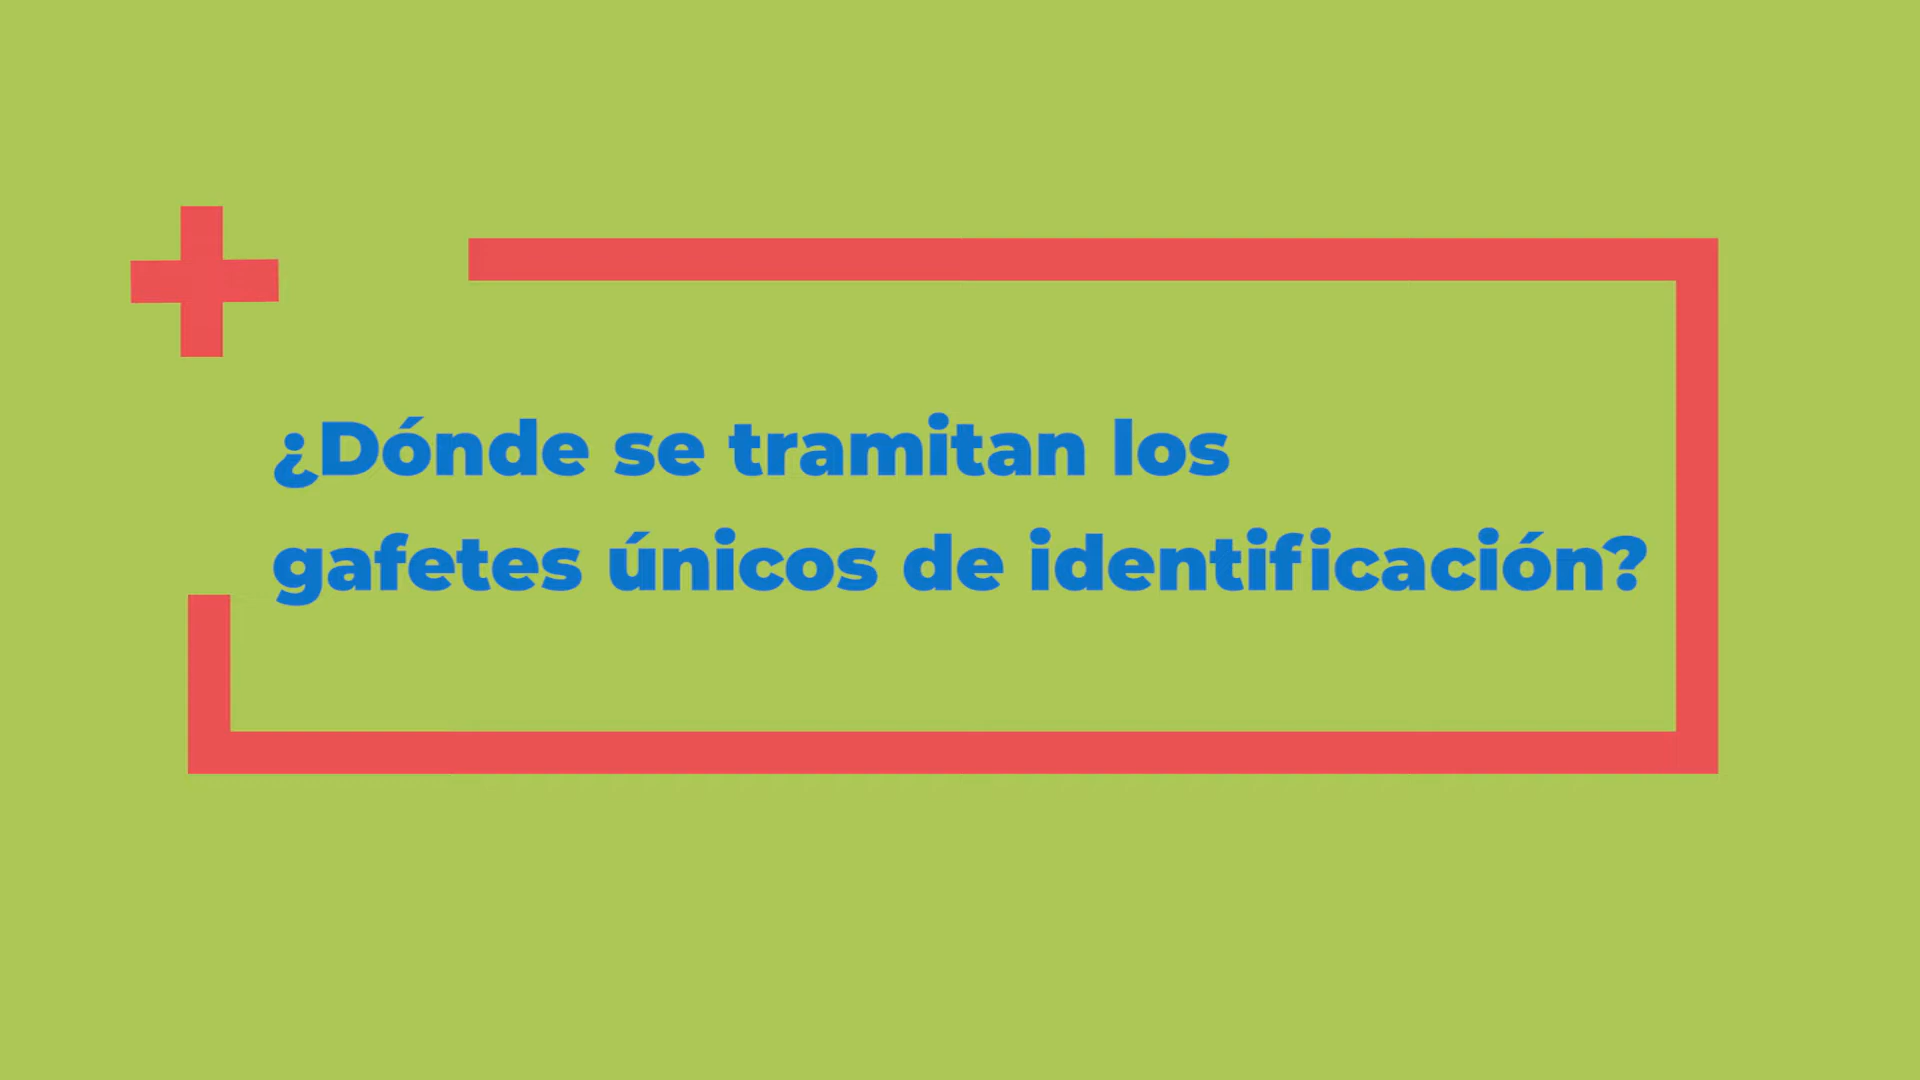 ¿Dónde se tramitan los
gafetes únicos de identificación?